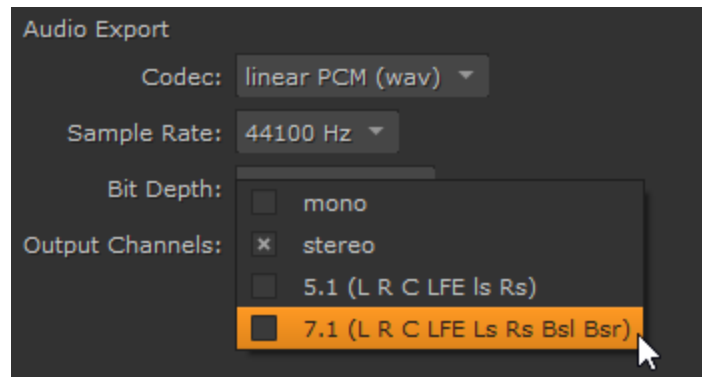 Audio Export
Codec: linear PCM (wav)
Sample Rate: 44100 Hz
Bit Depth:
mono
Output Channels: stereo
5.1 (L R C LFE ls Rs)
7.1 (L R C LFE Ls Rs Bsl Bsr)